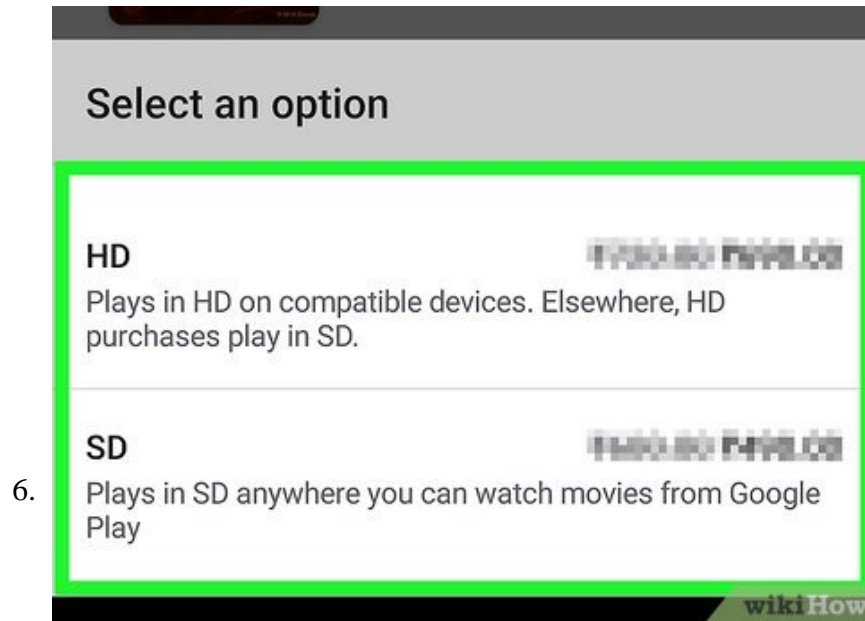 Select an option
HD
Plays in HD on compatible devices. Elsewhere, HD
purchases play in SD.
SD
6.
Plays in SD anywhere you can watch movies from Google
Play
wikiHow